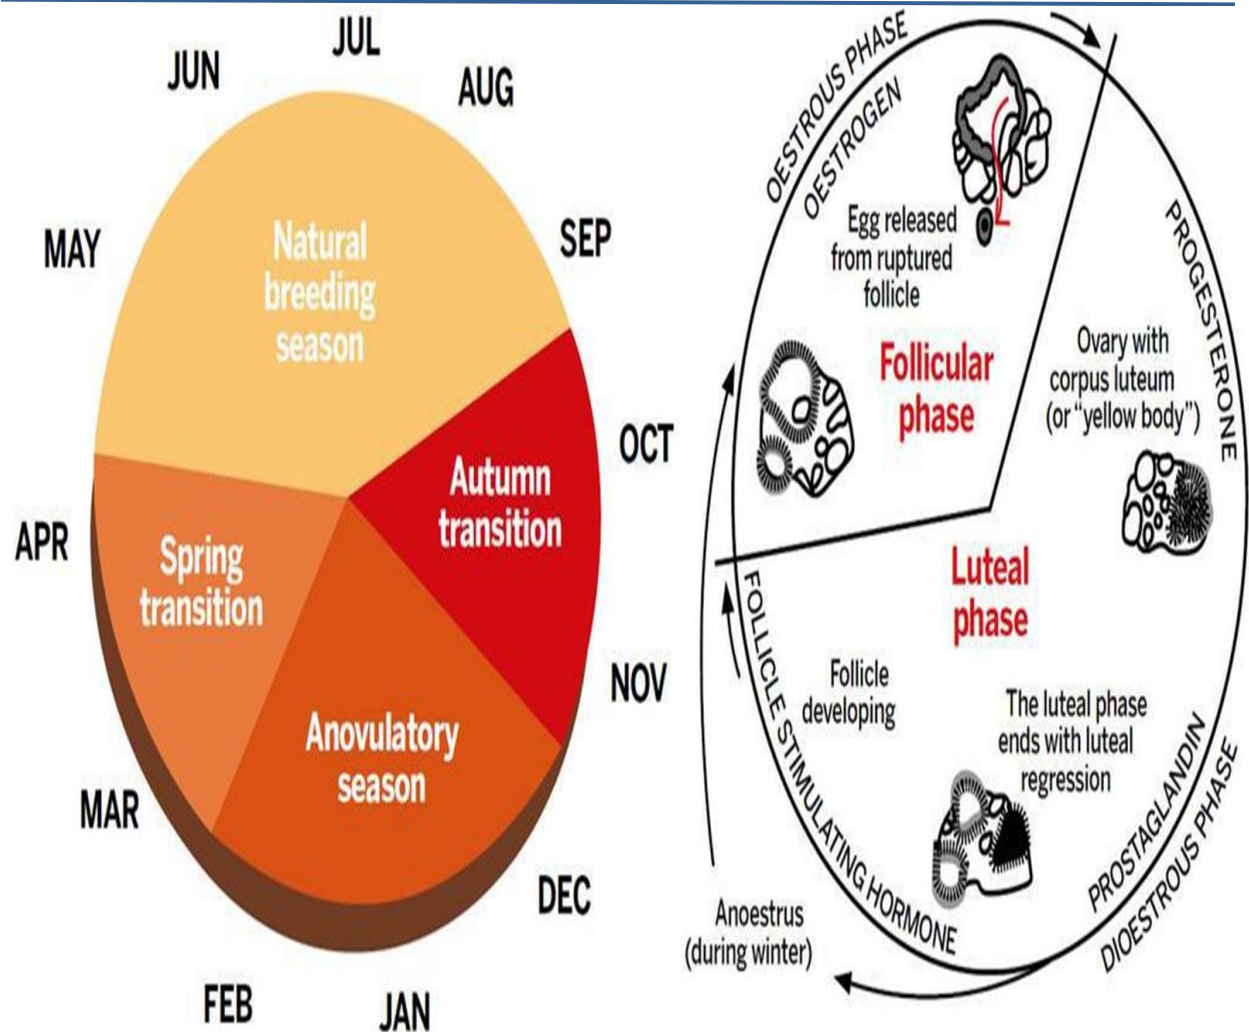 JUL
JUN
AUG
MAY
SEP
Natural
breeding
season
OCT
Autumn
transition
APR
Spring
transition
NOV
Anovulatory
season
MAR
DEC
FEB
JAN
OESTROUS PHASE
OESTROGEN
Egg released
from ruptured
follicle
Follicular
phase
PROGESTERONE
Ovary with
corpus luteum
(or “yellow body”)
Luteal
phase
FOLLICLE STIMULATING HORMONE
Follicle
developing
The luteal phase
ends with luteal
regression
PROSTAGLANDIN
DIOESTROUS PHASE
Anoestrus
(during winter)